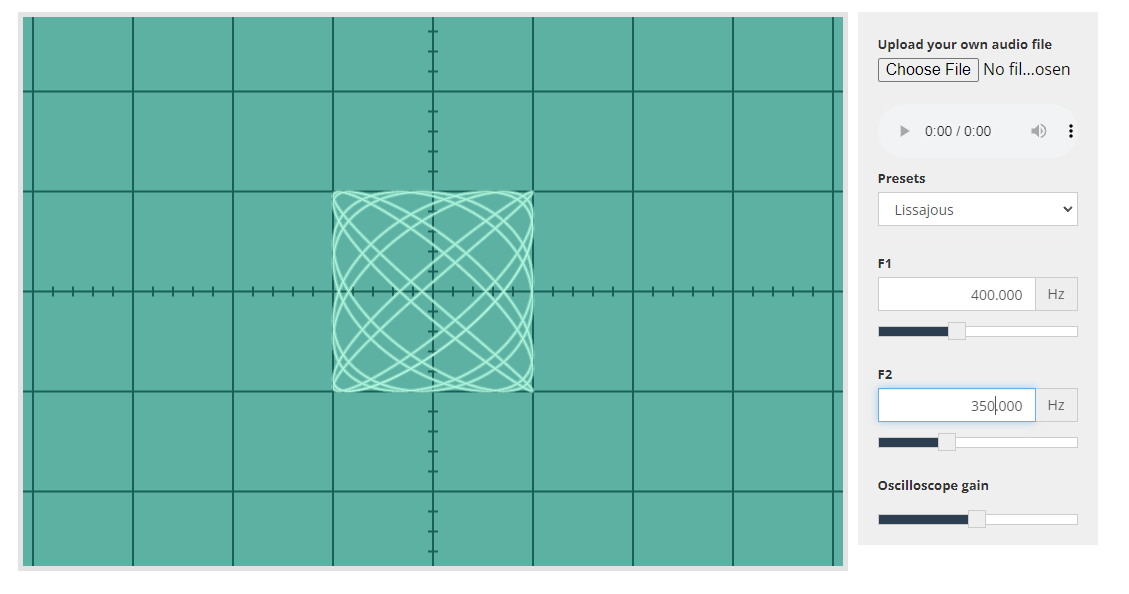 Upload your own audio file
Choose File No fil...osen
0:00 / 0:00
Presets
Lissajous
F1
400.000 Hz
F2
350.000 Hz
Oscilloscope gain